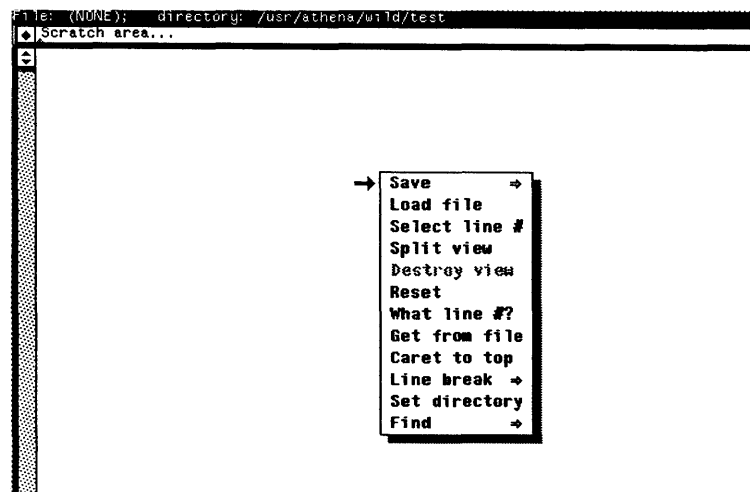 File: (NONE); directory: /usr/athena/wild/test
Scratch area...
Save ⇒
Load file
Select line #
Split view
Destroy view
Reset
What line #?
Get from file
Caret to top
Line break ⇒
Set directory
Find ⇒